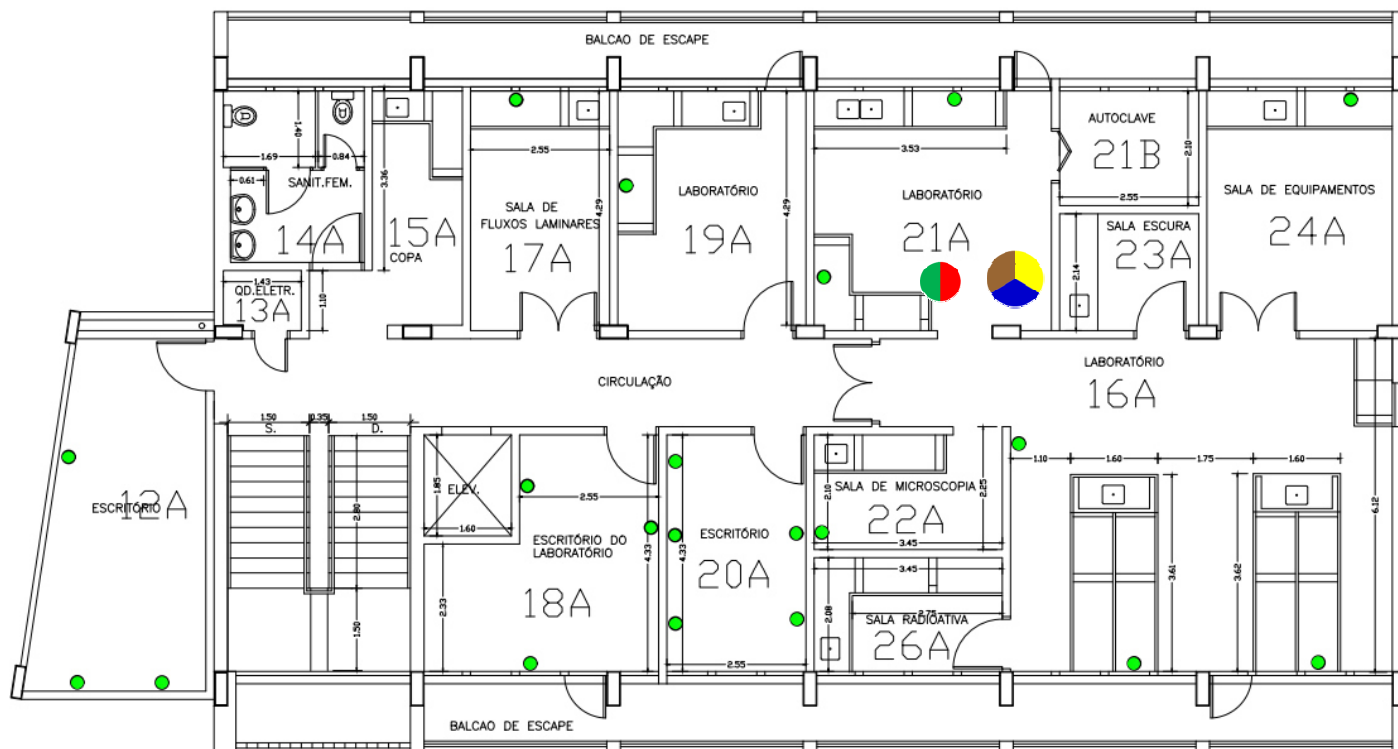 BALCAO DE ESCAPE
1.40
1.69
0.84
0.61
SANIT.FEM.
14A
3.36
15A
COPA
2.55
SALA DE
FLUXOS LAMINARES
17A
4.29
LABORATÓRIO
19A
4.29
3.53
LABORATÓRIO
21A
AUTOCLAVE
21B
2.10
2.55
SALA ESCURA
23A
2.14
SALA DE EQUIPAMENTOS
24A
1.43
QD.ELETR.
13A
1.10
CIRCULAÇÃO
LABORATÓRIO
16A
1.50
0.35
1.50
S.
D.
2.80
1.50
ESCRITÓRIO
12A
1.85
ELEV.
1.60
2.55
ESCRITÓRIO DO
LABORATÓRIO
18A
2.33
4.33
4.33
ESCRITÓRIO
20A
2.55
2.10
SALA DE MICROSCOPIA
22A
2.25
3.45
3.45
2.08
2.75
SALA RADIOATIVA
26A
1.10
1.60
1.75
1.60
3.61
3.62
6.12
BALCAO DE ESCAPE